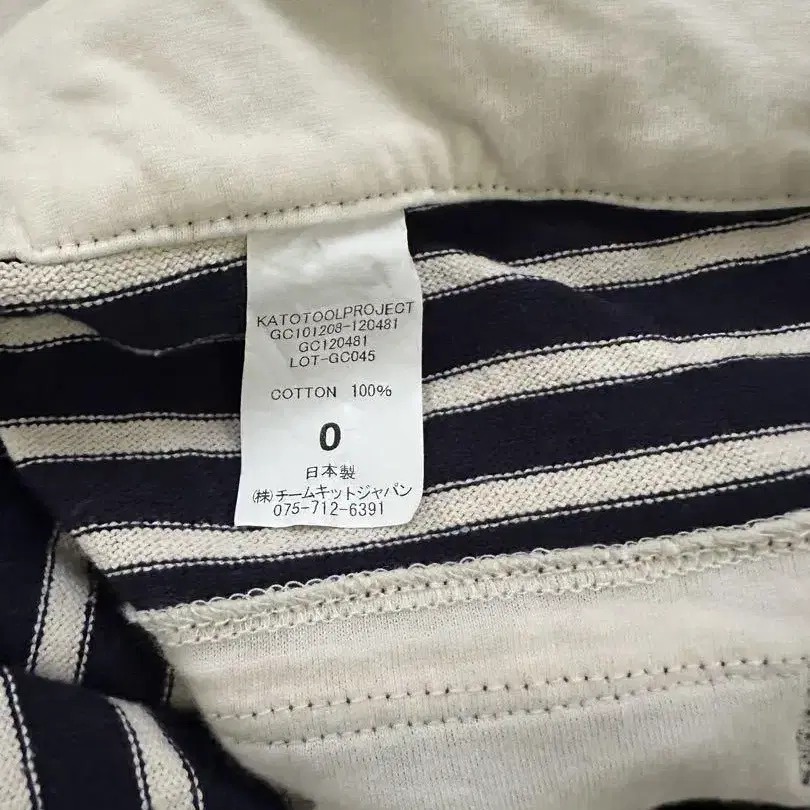 KATOTOOLPROJECT
GC101208-120481
GC120481
LOT-GC045
COTTON 100%
0
日本製
(株)チームキットジャパン
075-712-6391